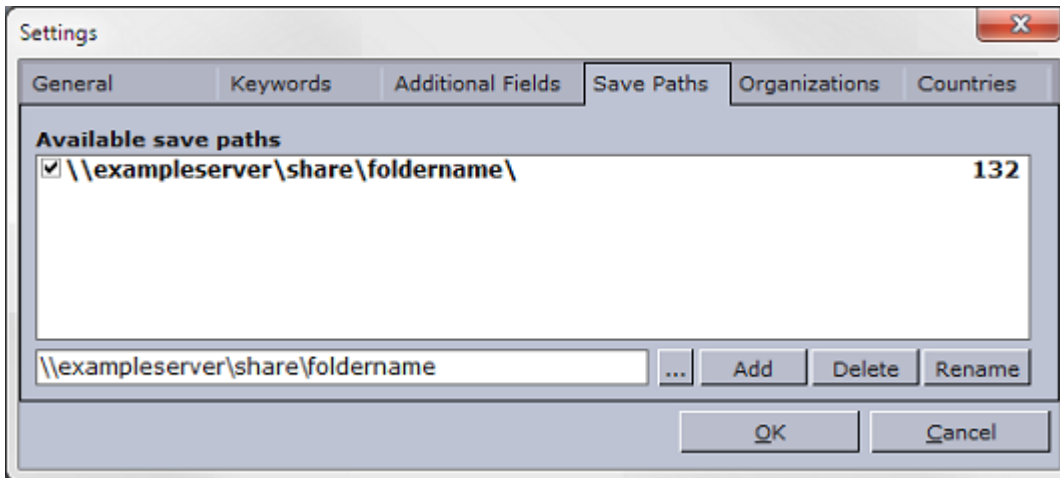 Settings
General Keywords Additional Fields Save Paths Organizations Countries
Available save paths
\\exampleserver\share\foldername\ 132
\\exampleserver\share\foldername ... Add Delete Rename
OK Cancel